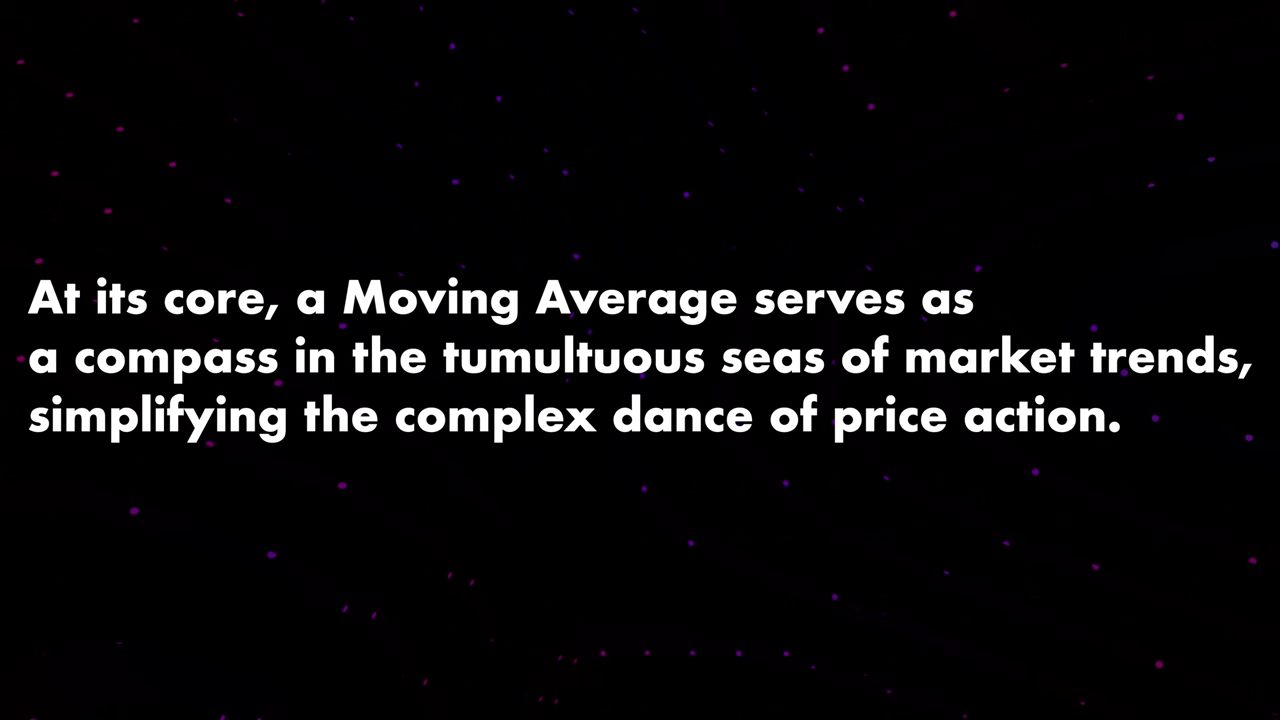 At its core, a Moving Average serves as
a compass in the tumultuous seas of market trends,
simplifying the complex dance of price action.